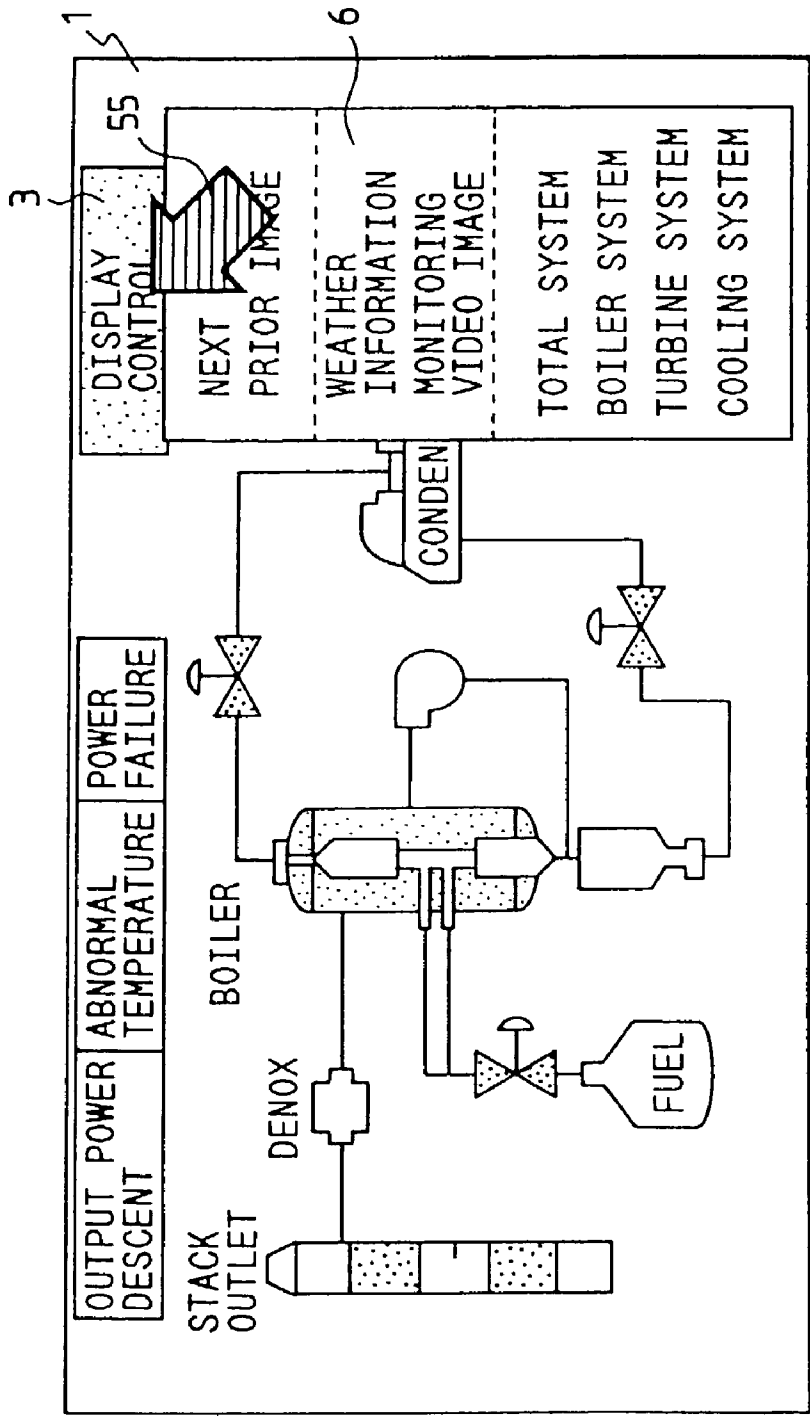 OUTPUT POWER
DESCENT
ABNORMAL
TEMPERATURE
POWER
FAILURE
DISPLAY
CONTROL
3
1
55
NEXT
PRIOR IMAGE
6
WEATHER
INFORMATION
MONITORING
VIDEO IMAGE
TOTAL SYSTEM
BOILER SYSTEM
TURBINE SYSTEM
COOLING SYSTEM
STACK
OUTLET
DENOX
BOILER
CONDEN
FUEL